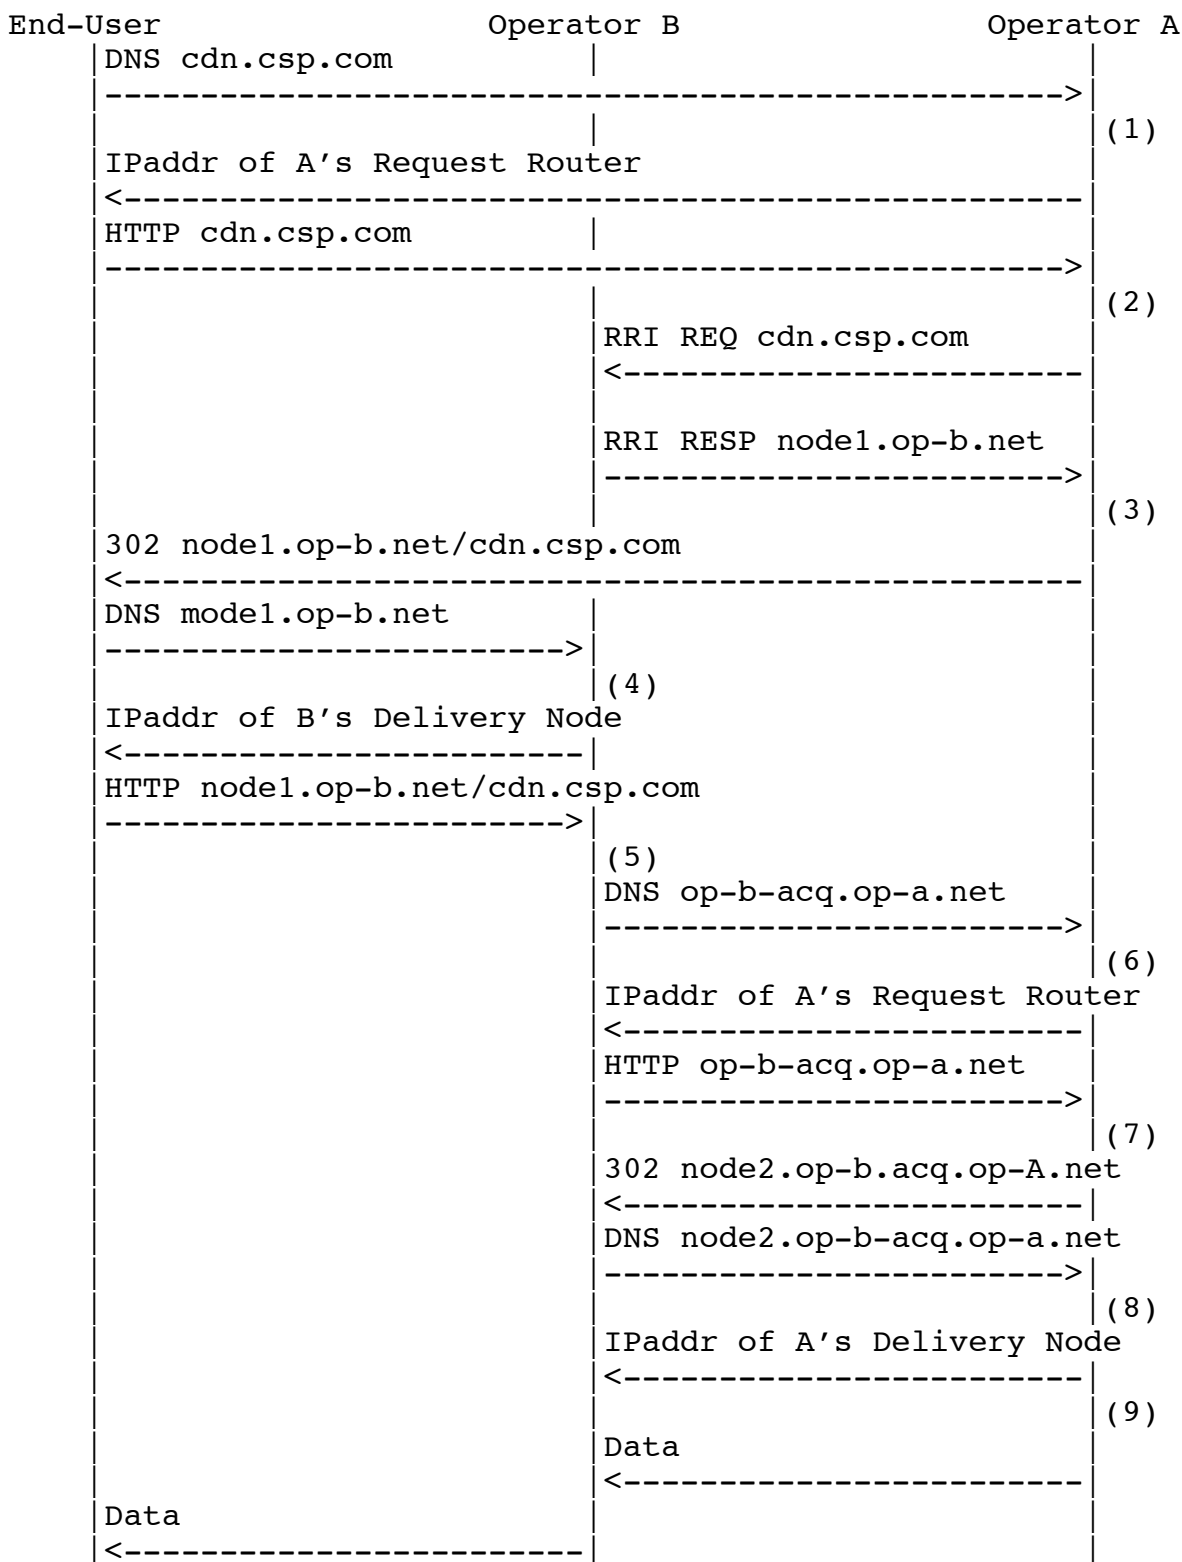 End-User Operator B Operator A
DNS cdn.csp.com
(1)
IPaddr of A's Request Router
HTTP cdn.csp.com
(2)
RRI REQ cdn.csp.com
RRI RESP node1.op-b.net
(3)
302 node1.op-b.net/cdn.csp.com
DNS mode1.op-b.net
(4)
IPaddr of B's Delivery Node
HTTP node1.op-b.net/cdn.csp.com
(5)
DNS op-b-acq.op-a.net
(6)
IPaddr of A's Request Router
HTTP op-b-acq.op-a.net
(7)
302 node2.op-b.acq.op-A.net
DNS node2.op-b-acq.op-a.net
(8)
IPaddr of A's Delivery Node
(9)
Data
Data